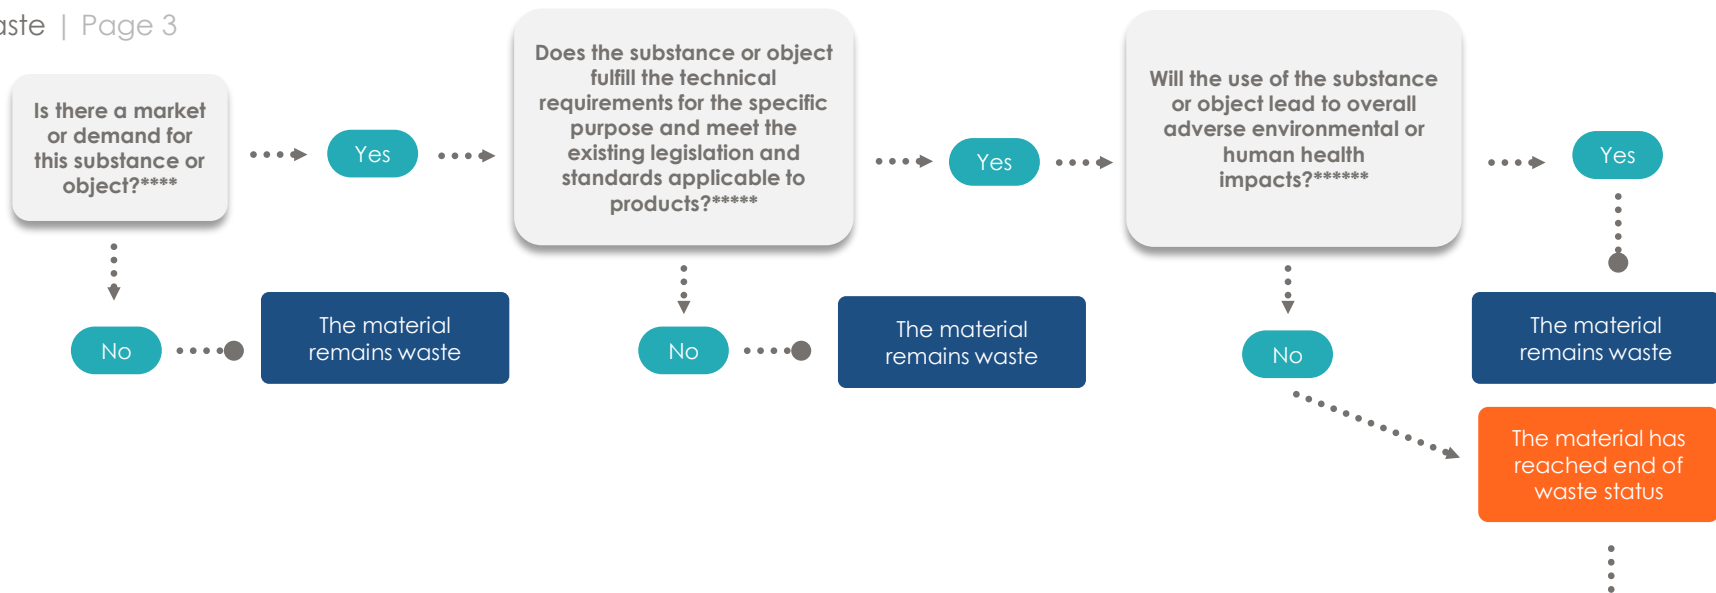 aste | Page 3
Is there a market
or demand for
this substance or
object?****
Yes
No
The material
remains waste
Does the substance or object
fulfill the technical
requirements for the specific
purpose and meet the
existing legislation and
standards applicable to
products?*****
Yes
No
The material
remains waste
Will the use of the substance
or object lead to overall
adverse environmental or
human health
impacts?******
Yes
The material
remains waste
No
The material has
reached end of
waste status